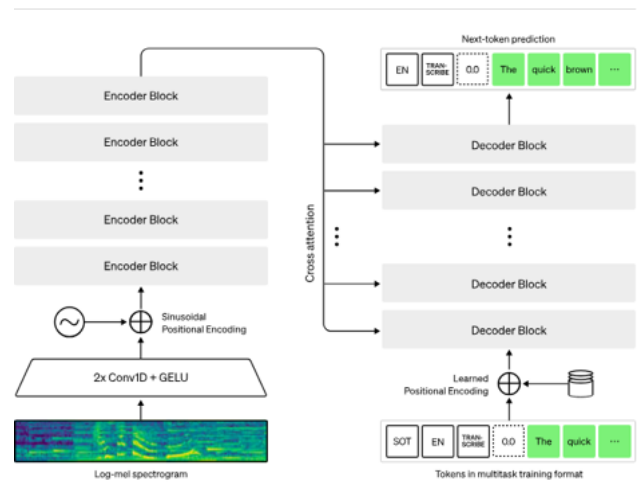 Encoder Block
Encoder Block
Encoder Block
Encoder Block
Sinusoidal
Positional Encoding
2x Conv1D + GELU
Log-mel spectrogram
Cross attention
Next-token prediction
EN
TRAN-
SCRIBE
0.0
The
quick
brown
...
Decoder Block
Decoder Block
Decoder Block
Decoder Block
Learned
Positional Encoding
SOT
EN
TRAN-
SCRIBE
0.0
The
quick
...
Tokens in multitask training format